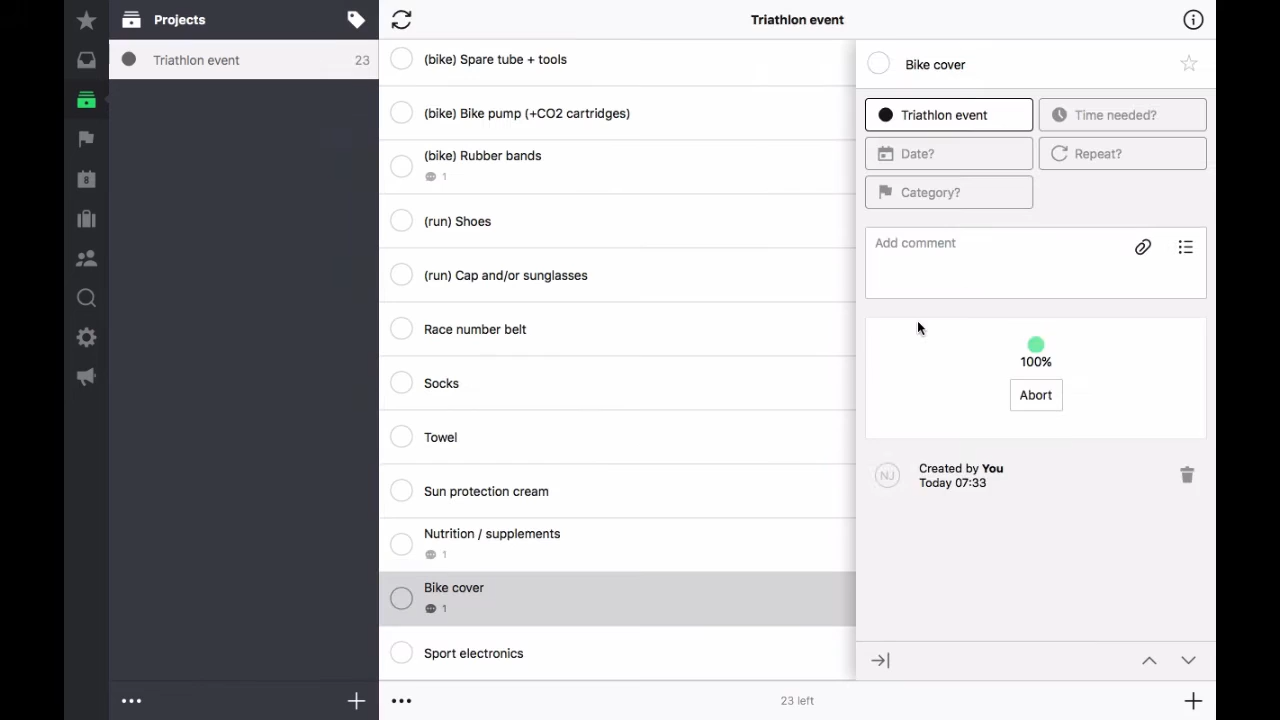 Projects
Triathlon event
Triathlon event 23
8
(bike) Spare tube + tools
(bike) Bike pump (+CO2 cartridges)
(bike) Rubber bands
1
(run) Shoes
(run) Cap and/or sunglasses
Race number belt
Socks
Towel
Sun protection cream
Nutrition / supplements
1
Bike cover
1
Sport electronics
23 left
Bike cover
Triathlon event
Time needed?
Date?
Repeat?
Category?
Add comment
100%
Abort
NJ
Created by You
Today 07:33